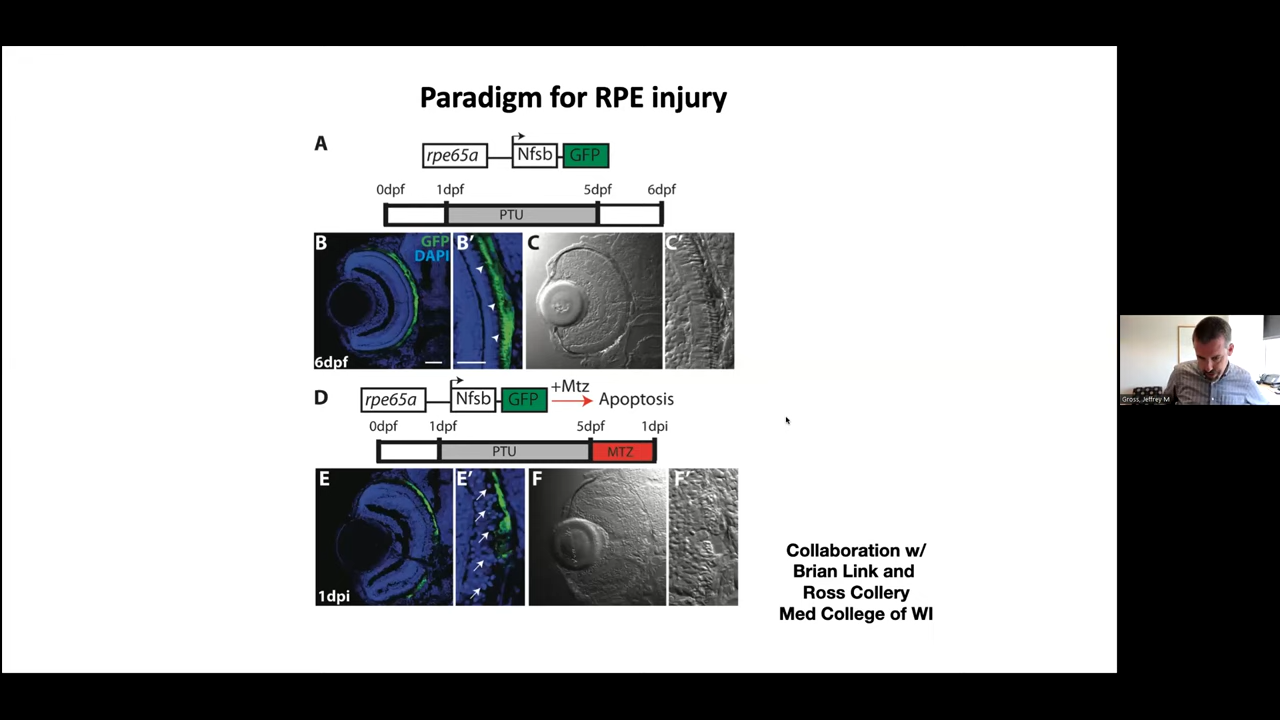 Paradigm for RPE injury
A
rpe65a Nfsb GFP
0dpf 1dpf 5dpf 6dpf
PTU
B GFP B' C C'
DAPI
6dpf
D rpe65a Nfsb GFP +Mtz Apoptosis
0dpf 1dpf 5dpf 1dpi
PTU MTZ
E E' F F'
1dpi
Collaboration w/
Brian Link and
Ross Collery
Med College of WI
Gross, Jeffrey M